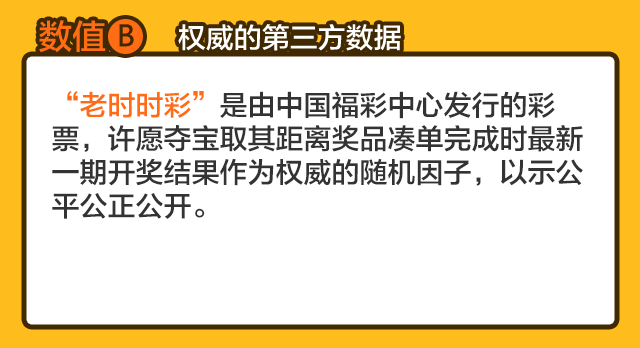 数值B 权威的第三方数据
“老时时彩”是由中国福彩中心发行的彩
票，许愿夺宝取其距离奖品凑单完成时最新
一期开奖结果作为权威的随机因子，以示公
平公正公开。